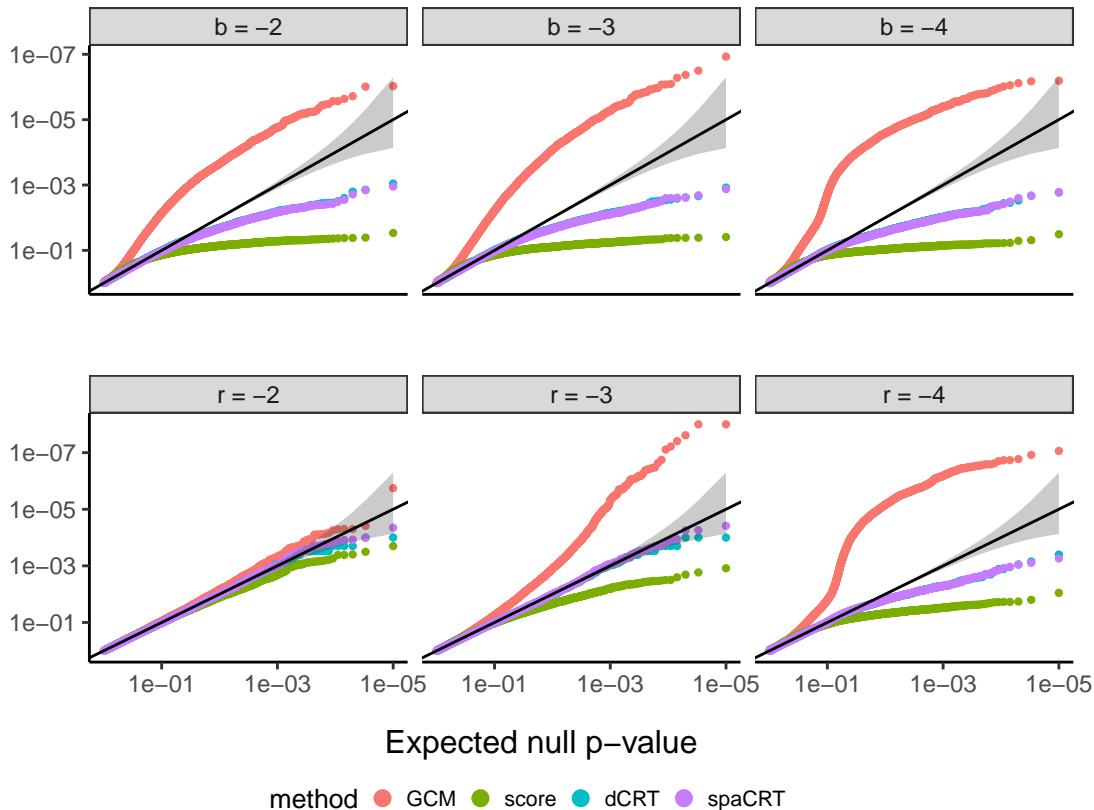 b = −2 b = −3 b = −4
1e−07
1e−05
1e−03
1e−01
r = −2 r = −3 r = −4
1e−07
1e−05
1e−03
1e−01
1e−01 1e−03 1e−05 1e−01 1e−03 1e−05 1e−01 1e−03 1e−05
Expected null p−value
method GCM score dCRT spaCRT